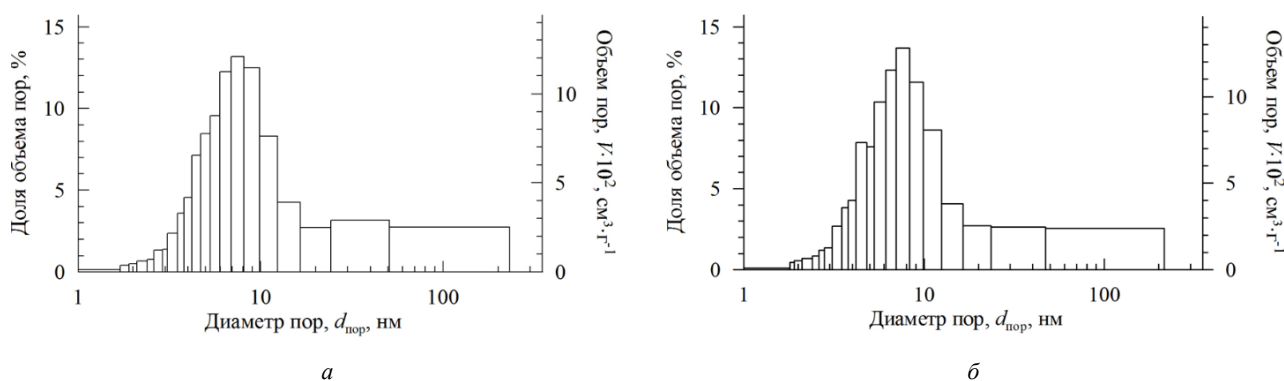 Доля объема пор, %
15
10
5
0
1
10
100
Диаметр пор, dпор, нм
10
5
0
Объем пор, V·10², см³·г⁻¹
а
Доля объема пор, %
15
10
5
0
1
10
100
Диаметр пор, dпор, нм
10
5
0
Объем пор, V·10², см³·г⁻¹
б